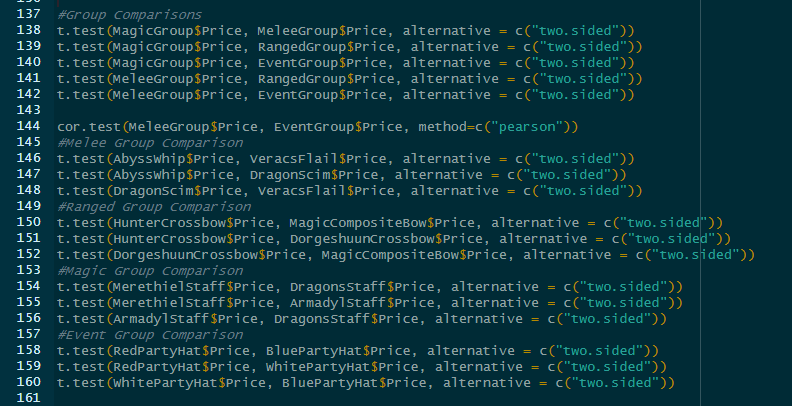 137 #Group Comparisons
138 t.test(MagicGroup$Price, MeleeGroup$Price, alternative = c("two.sided"))
139 t.test(MagicGroup$Price, RangedGroup$Price, alternative = c("two.sided"))
140 t.test(MagicGroup$Price, EventGroup$Price, alternative = c("two.sided"))
141 t.test(MeleeGroup$Price, RangedGroup$Price, alternative = c("two.sided"))
142 t.test(MeleeGroup$Price, EventGroup$Price, alternative = c("two.sided"))
143
144 cor.test(MeleeGroup$Price, EventGroup$Price, method=c("pearson"))
145 #Melee Group Comparison
146 t.test(AbyssWhip$Price, VeracsFlail$Price, alternative = c("two.sided"))
147 t.test(AbyssWhip$Price, DragonScim$Price, alternative = c("two.sided"))
148 t.test(DragonScim$Price, VeracsFlail$Price, alternative = c("two.sided"))
149 #Ranged Group Comparison
150 t.test(HunterCrossbow$Price, MagicCompositeBow$Price, alternative = c("two.sided"))
151 t.test(HunterCrossbow$Price, DorgeshuunCrossbow$Price, alternative = c("two.sided"))
152 t.test(DorgeshuunCrossbow$Price, MagicCompositeBow$Price, alternative = c("two.sided"))
153 #Magic Group Comparison
154 t.test(MerethielStaff$Price, DragonsStaff$Price, alternative = c("two.sided"))
155 t.test(MerethielStaff$Price, ArmadylStaff$Price, alternative = c("two.sided"))
156 t.test(ArmadylStaff$Price, DragonsStaff$Price, alternative = c("two.sided"))
157 #Event Group Comparison
158 t.test(RedPartyHat$Price, BluePartyHat$Price, alternative = c("two.sided"))
159 t.test(RedPartyHat$Price, WhitePartyHat$Price, alternative = c("two.sided"))
160 t.test(WhitePartyHat$Price, BluePartyHat$Price, alternative = c("two.sided"))
161